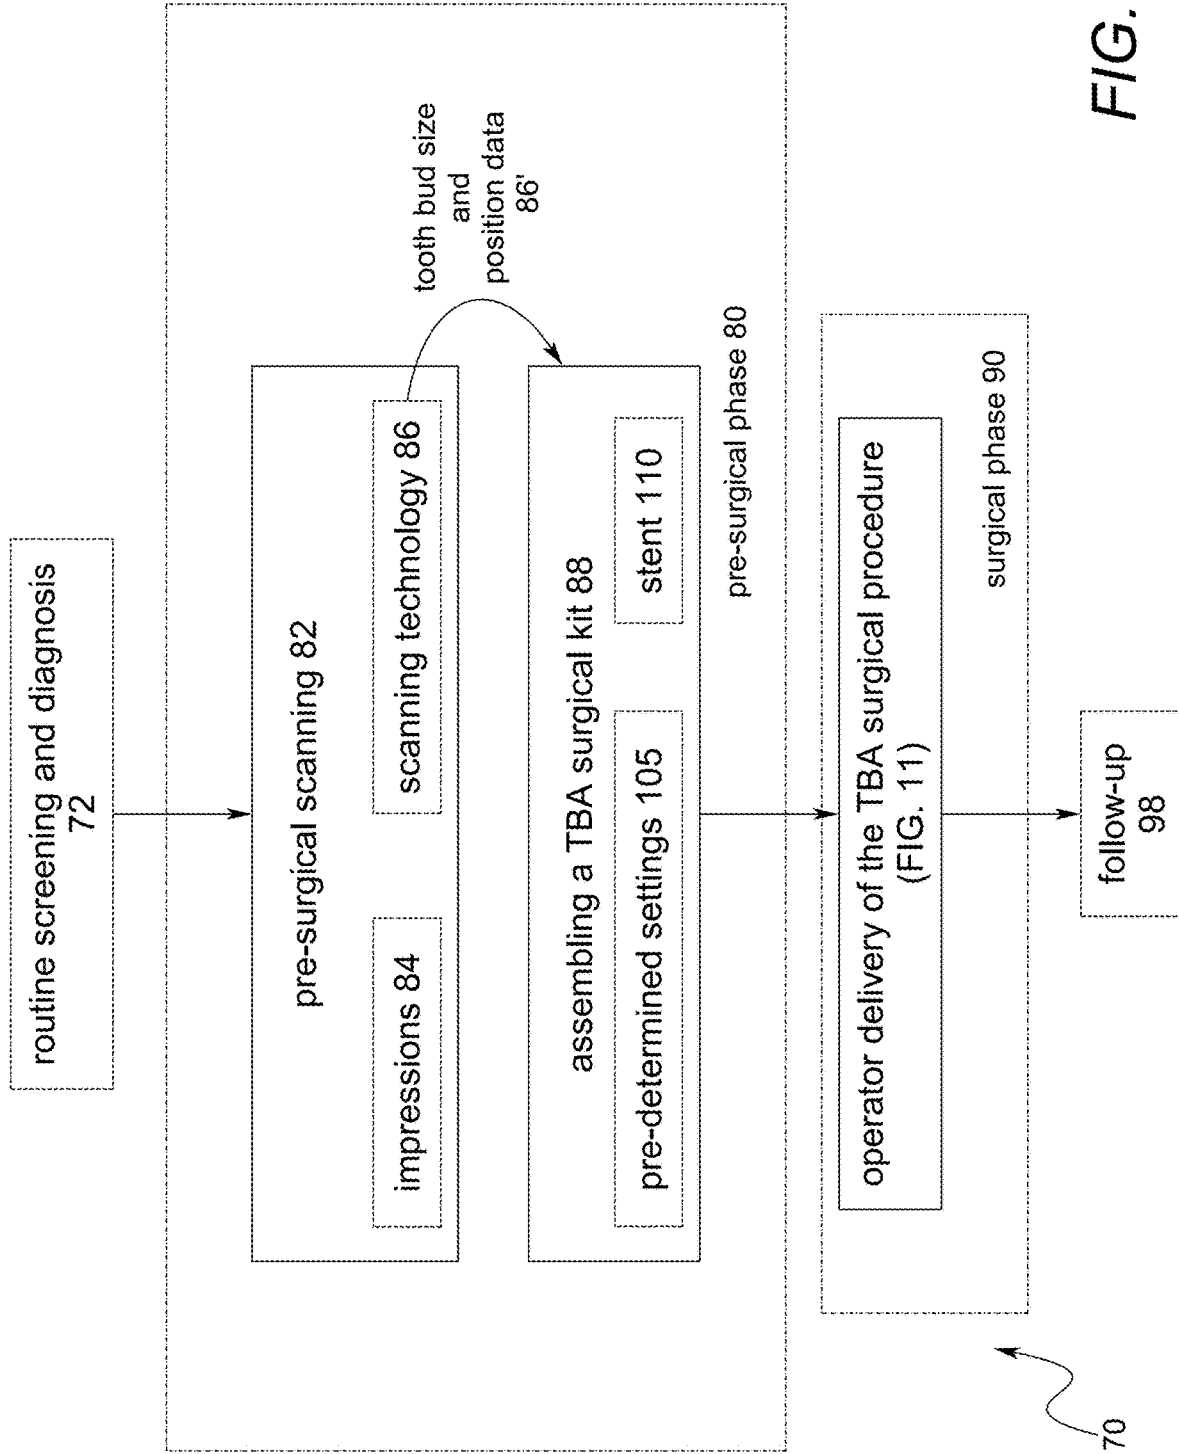 routine screening and diagnosis
72
pre-surgical scanning 82
impressions 84
scanning technology 86
tooth bud size
and
position data
86'
assembling a TBA surgical kit 88
pre-determined settings 105
stent 110
pre-surgical phase 80
operator delivery of the TBA surgical procedure
(FIG. 11)
surgical phase 90
follow-up
98
70
FIG.